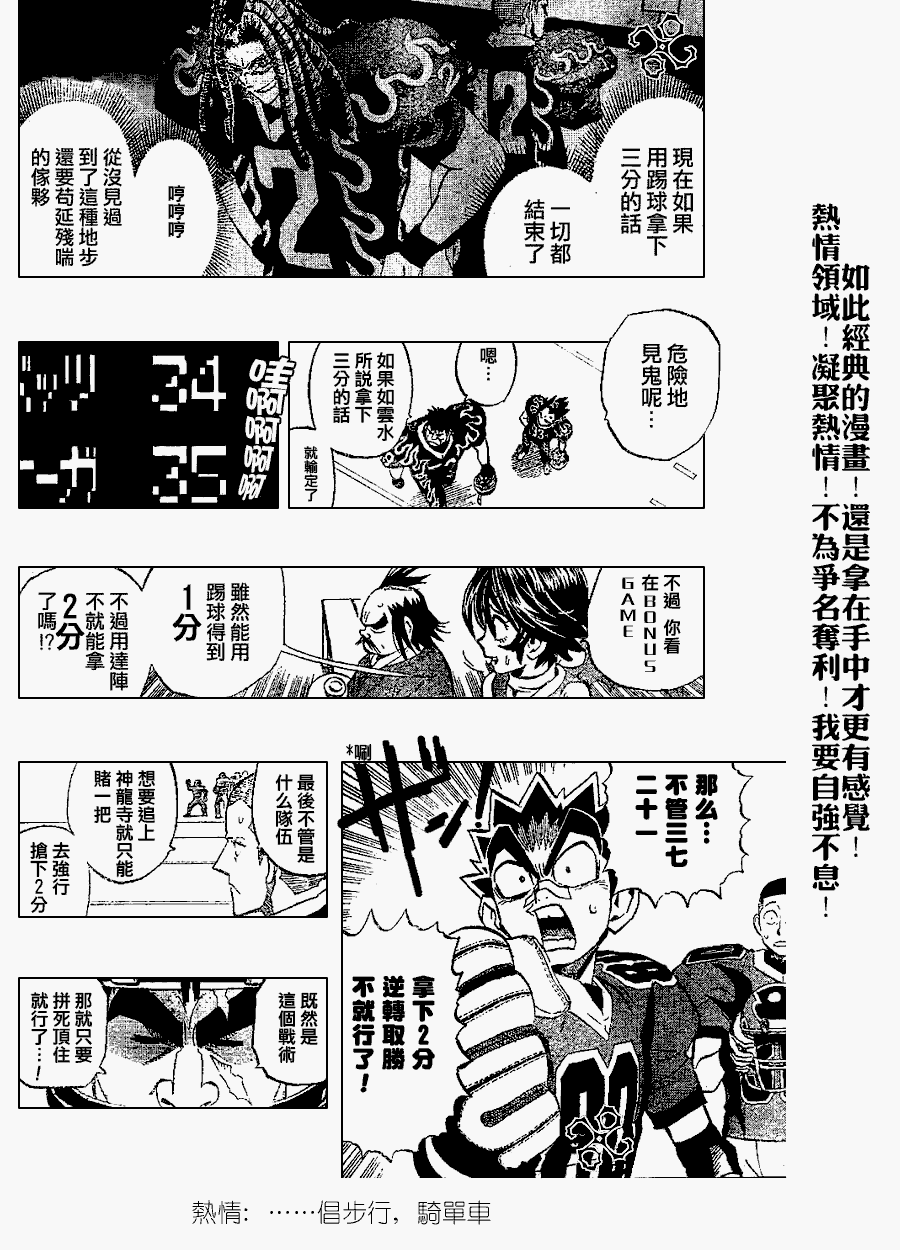 現在如果
用踢球拿下
三分的話
一切都
結束了
哼哼哼
從沒見過
到了這種地步
還要苟延殘喘
的傢夥
危險地
見鬼呢…
嗯…
如果如雲水
所說拿下
三分的話
就輸定了
哇啊啊啊啊
34
35
不過 你看
在BONUS
GAME
雖然能用
踢球得到
1分
不過用達陣
不就能拿
2分
了嗎!?
*唰
那么…
不管三七
二十一
拿下2分
逆轉取勝
不就行了!
最後不管是
什么隊伍
想要追上
神龍寺就只能
賭一把
去強行
搶下2分
既然是
這個戰術
那就只要
拼死頂住
就行了…!
如此經典的漫畫!還是拿在手中才更有感覺!
熱情領域!凝聚熱情!不為爭名奪利!我要自強不息!
熱情: ……倡步行, 騎單車